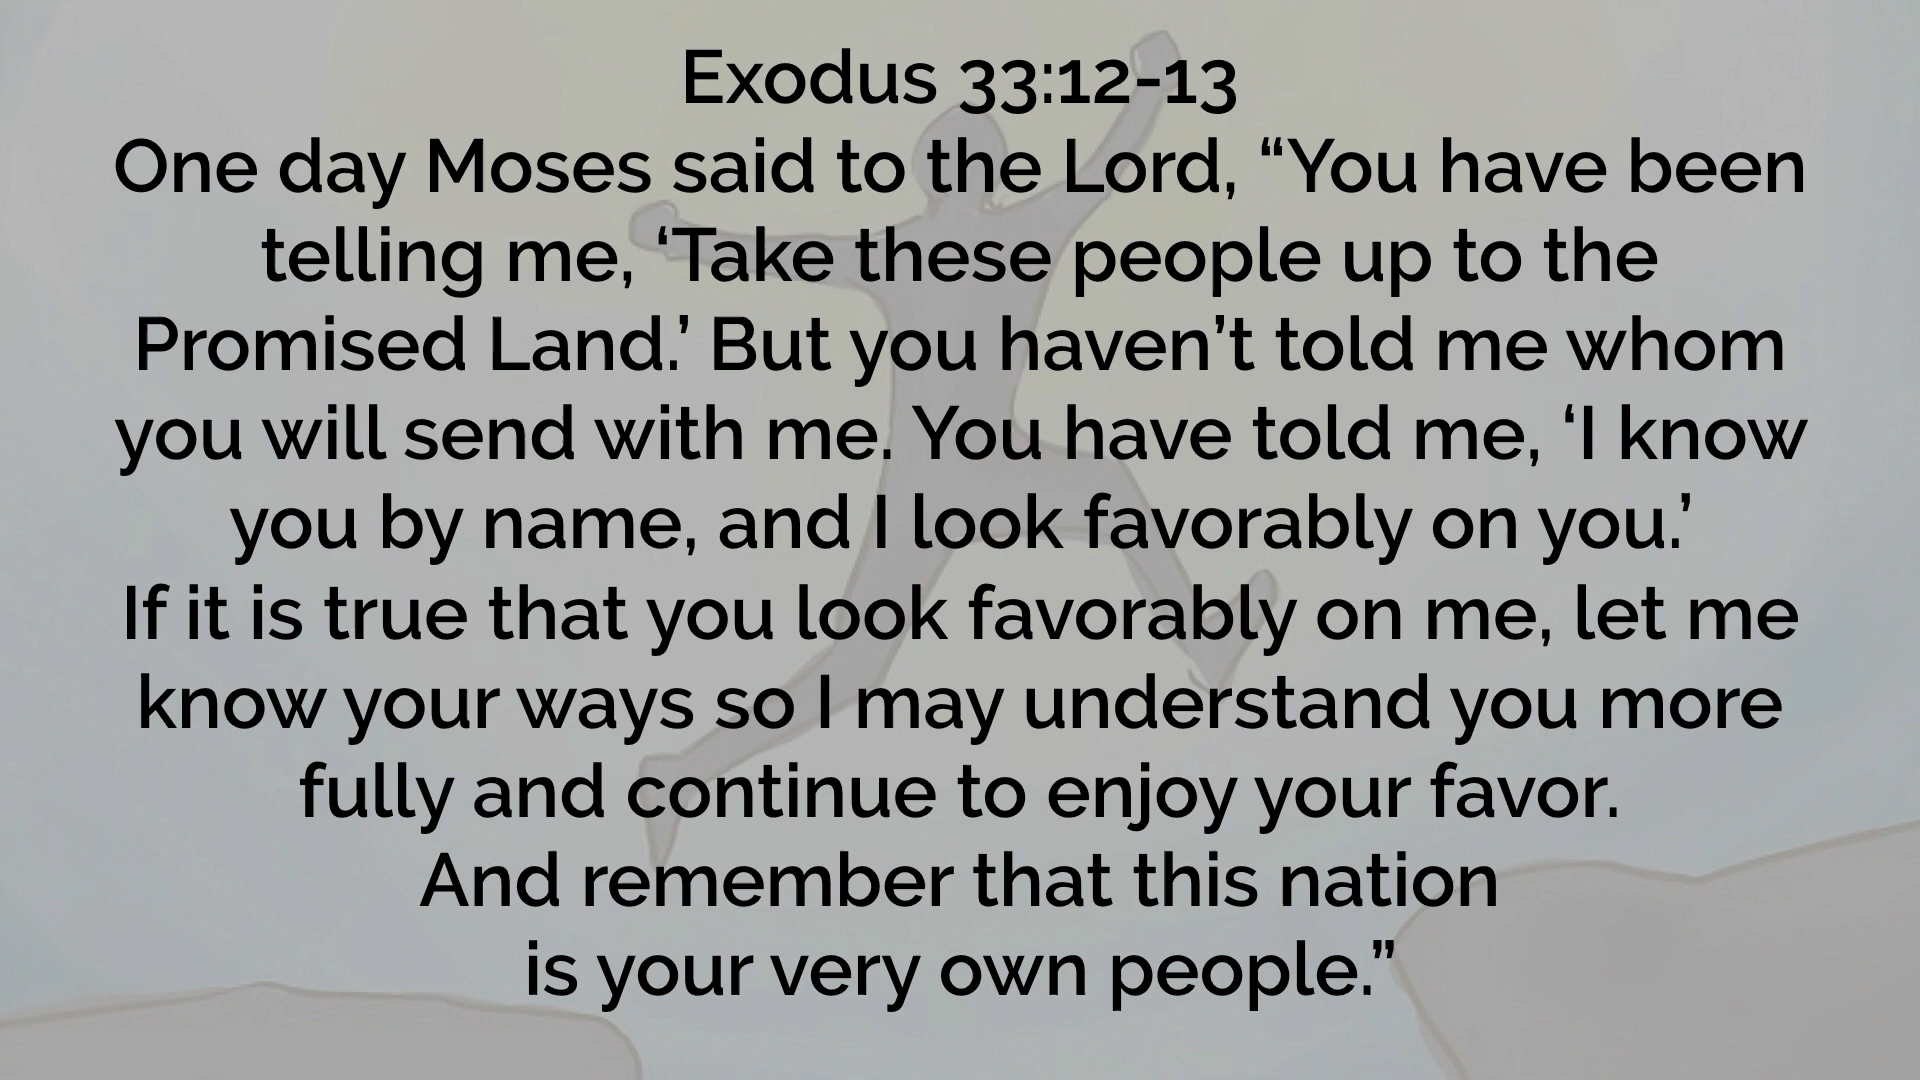 Exodus 33:12-13
One day Moses said to the Lord, “You have been
telling me, ‘Take these people up to the
Promised Land.’ But you haven’t told me whom
you will send with me. You have told me, ‘I know
you by name, and I look favorably on you.’
If it is true that you look favorably on me, let me
know your ways so I may understand you more
fully and continue to enjoy your favor.
And remember that this nation
is your very own people.”